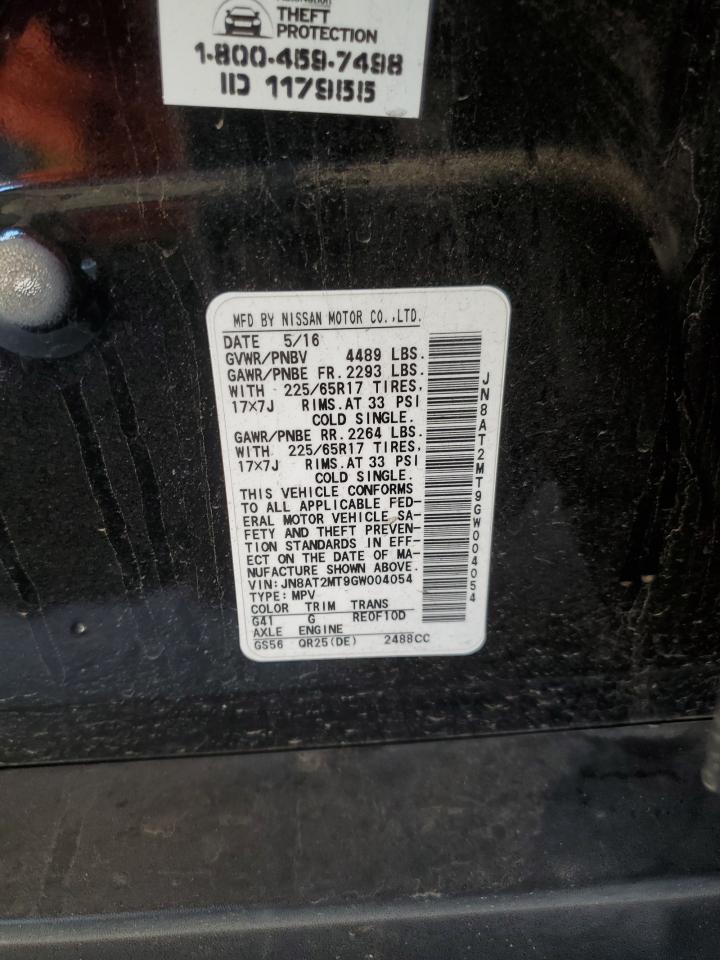 THEFT
PROTECTION
1-800-459-7498
ID 1179515
MFD BY NISSAN MOTOR CO.,LTD.
DATE 5/16
GVWR/PNBV 4489 LBS.
GAWR/PNBE FR.2293 LBS.
WITH 225/65R17 TIRES,
17X7J RIMS.AT 33 PSI
COLD SINGLE.
GAWR/PNBE RR.2264 LBS.
WITH 225/65R17 TIRES,
17X7J RIMS.AT 33 PSI
COLD SINGLE.
THIS VEHICLE CONFORMS
TO ALL APPLICABLE FED-
ERAL MOTOR VEHICLE SA-
FETY AND THEFT PREVEN-
TION STANDARDS IN EFF-
ECT ON THE DATE OF MA-
NUFACTURE SHOWN ABOVE.
VIN:JN8AT2MT9GW004054
TYPE:MPV
COLOR TRIM TRANS
G41 G RE0F10D
AXLE ENGINE
GS56 QR25(DE) 2488CC
JN8AT2MT9GW004054